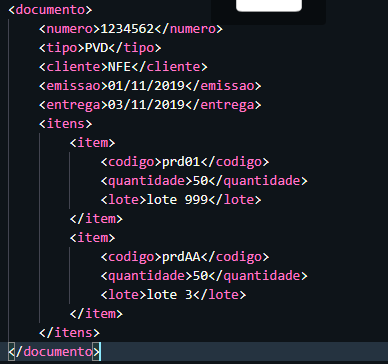 <documento>
<numero>1234562</numero>
<tipo>PVD</tipo>
<cliente>NFE</cliente>
<emissao>01/11/2019</emissao>
<entrega>03/11/2019</entrega>
<itens>
<item>
<codigo>prd01</codigo>
<quantidade>50</quantidade>
<lote>lote 999</lote>
</item>
<item>
<codigo>prdAA</codigo>
<quantidade>50</quantidade>
<lote>lote 3</lote>
</item>
</itens>
</documento>